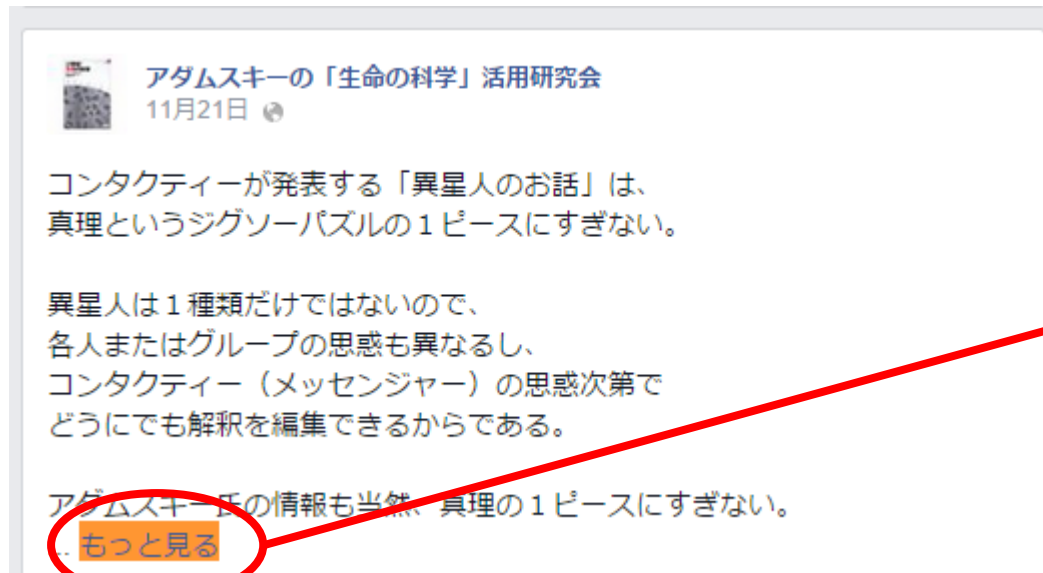 アダムスキーの「生命の科学」活用研究会
11月21日
コンタクティーが発表する「異星人のお話」は、
真理というジグソーパズルの１ピースにすぎない。
異星人は１種類だけではないので、
各人またはグループの思惑も異なるし、
コンタクティー（メッセンジャー）の思惑次第で
どうにでも解釈を編集できるからである。
アダムスキー氏の情報も当然、真理の１ピースにすぎない。
... もっと見る